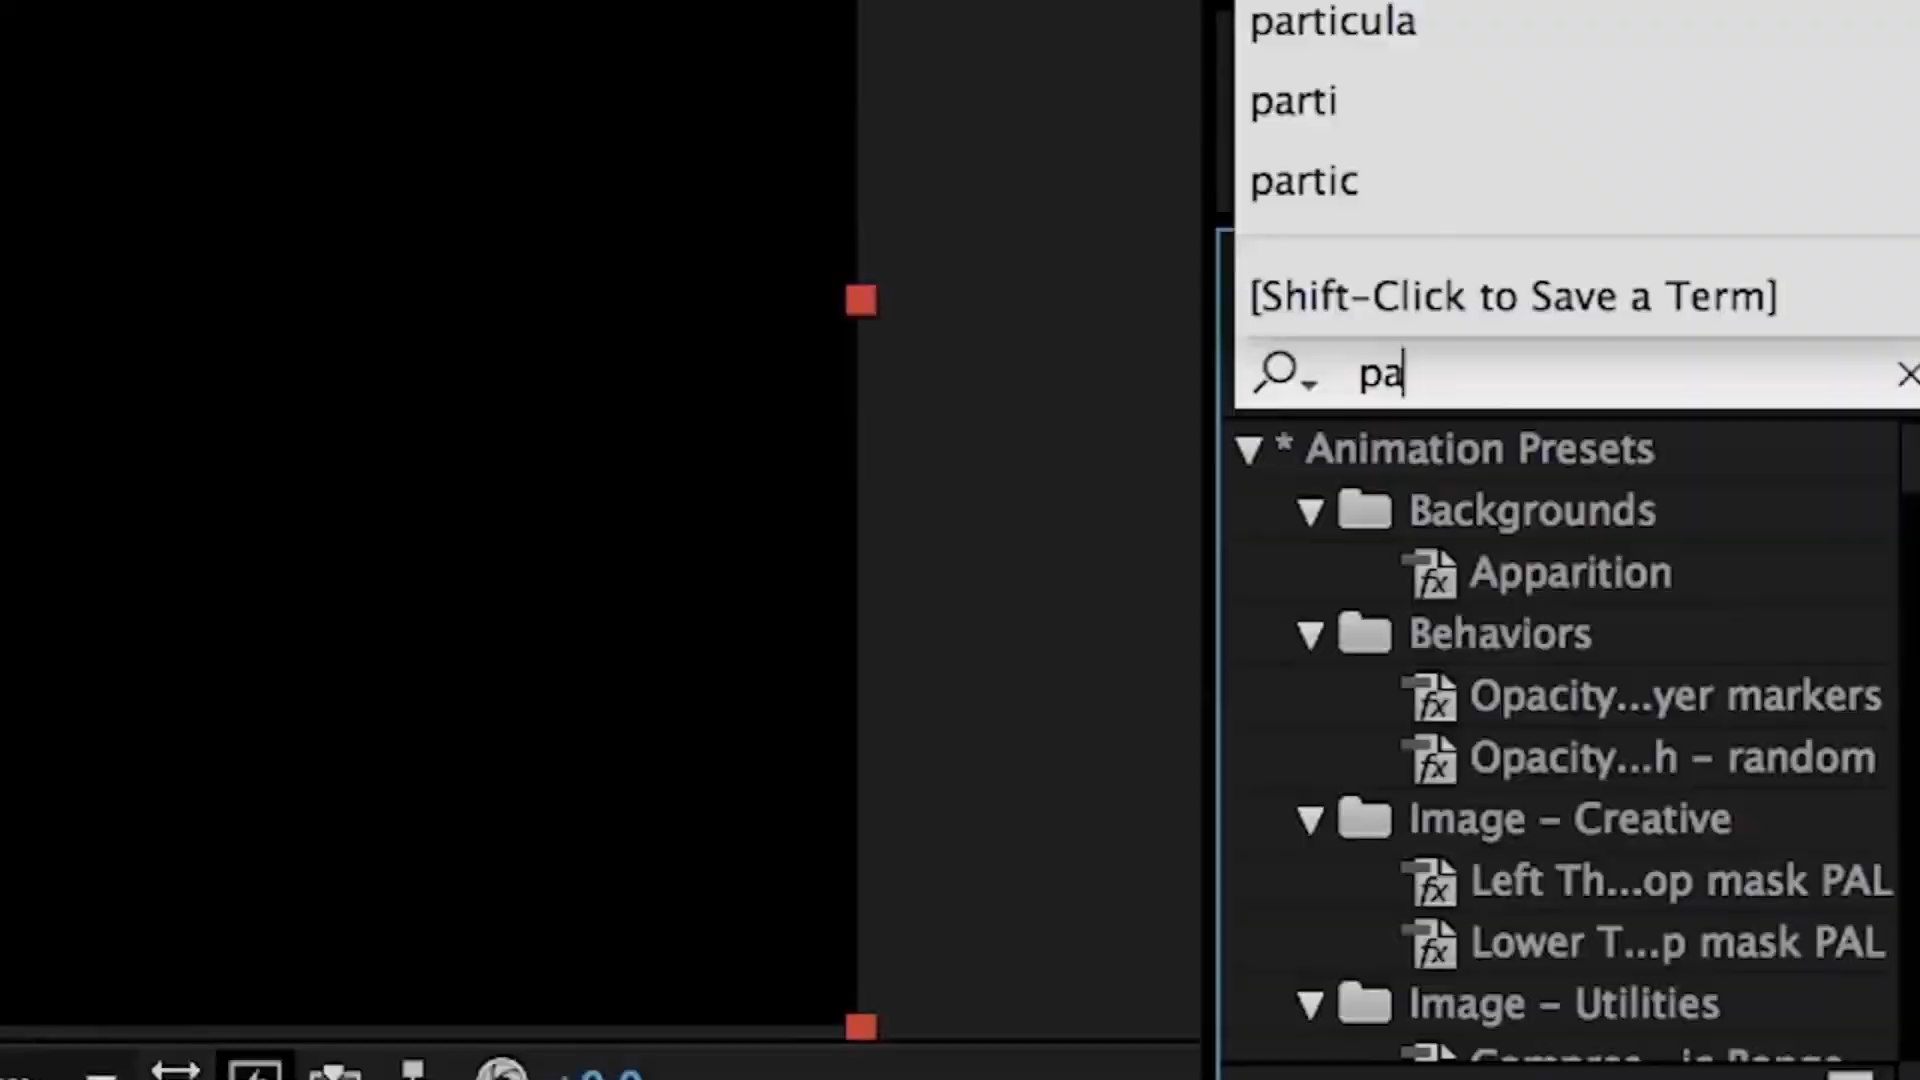 particula
parti
partic
[Shift-Click to Save a Term]
pa
* Animation Presets
Backgrounds
Apparition
Behaviors
Opacity...yer markers
Opacity...h - random
Image - Creative
Left Th...op mask PAL
Lower T...p mask PAL
Image - Utilities